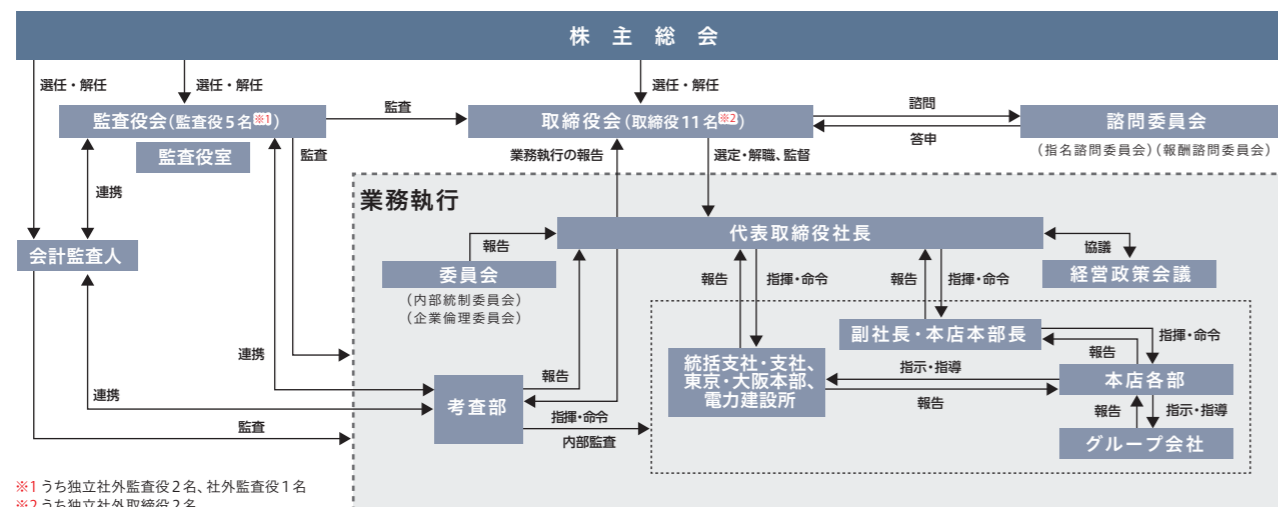 株主総会
選任・解任
選任・解任
選任・解任
監査役会(監査役5名※1)
監査
取締役会(取締役11名※2)
諮問
答申
諮問委員会
(指名諮問委員会)(報酬諮問委員会)
監査役室
監査
業務執行の報告
選定・解職、監督
連携
業務執行
代表取締役社長
会計監査人
報告
委員会
(内部統制委員会)
(企業倫理委員会)
協議
経営政策会議
報告
指揮・命令
報告
指揮・命令
副社長・本店本部長
指揮・命令
報告
連携
統括支社・支社、
東京・大阪本部、
電力建設所
指示・指導
報告
本店各部
連携
考査部
報告
指揮・命令
内部監査
報告
指示・指導
グループ会社
監査
※1 うち独立社外監査役2名、社外監査役1名
※2 うち独立社外取締役2名